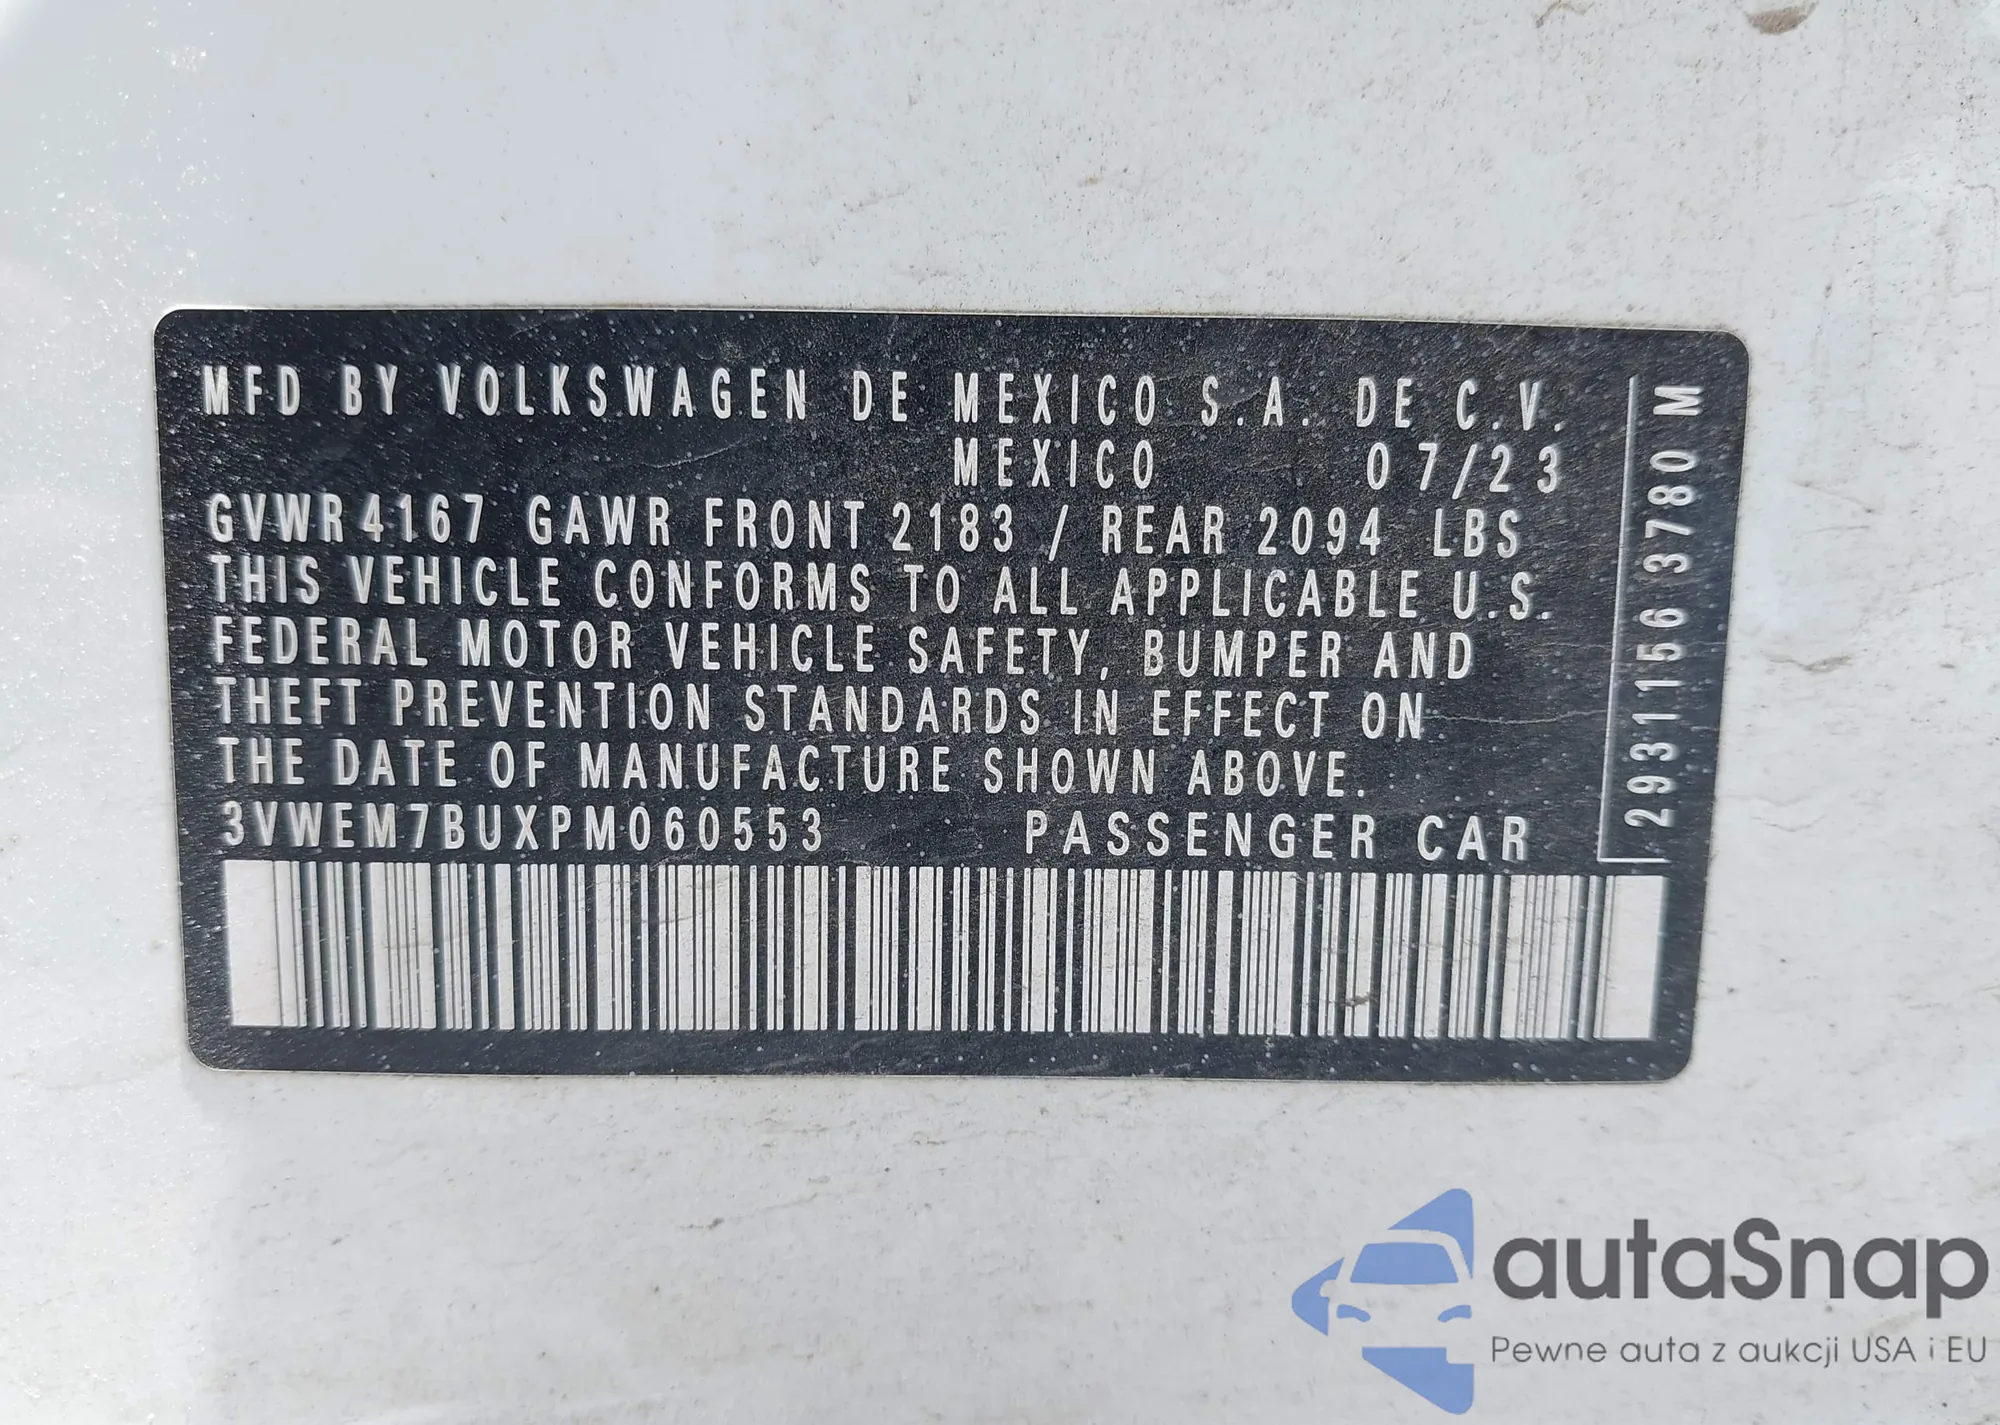 MFD BY VOLKSWAGEN DE MEXICO S.A. DE C.V.
MEXICO 07/23
GVWR 4167 GAWR FRONT 2183 / REAR 2094 LBS
THIS VEHICLE CONFORMS TO ALL APPLICABLE U.S.
FEDERAL MOTOR VEHICLE SAFETY, BUMPER AND
THEFT PREVENTION STANDARDS IN EFFECT ON
THE DATE OF MANUFACTURE SHOWN ABOVE.
3VWEM7BUXPM060553 PASSENGER CAR
2931156 3780 M
autoSnap
Pewne auta z aukcji USA i EU